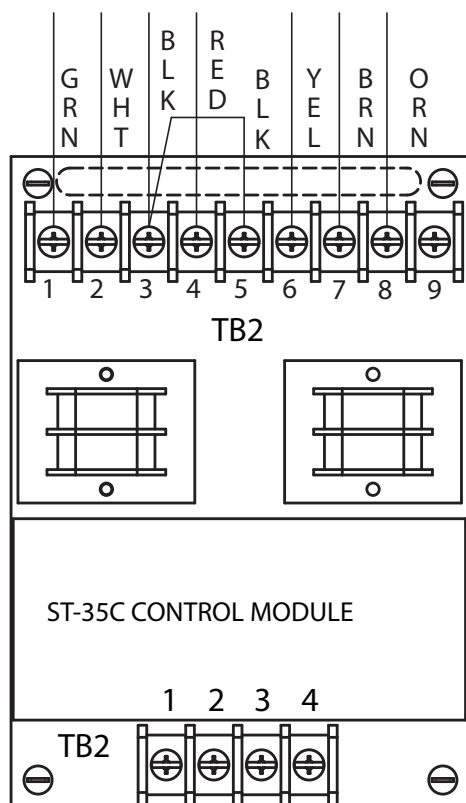 GRN WHT BLK RED BLK YEL BRN ORN
1 2 3 4 5 6 7 8 9
TB2
ST-35C CONTROL MODULE
1 2 3 4
TB2